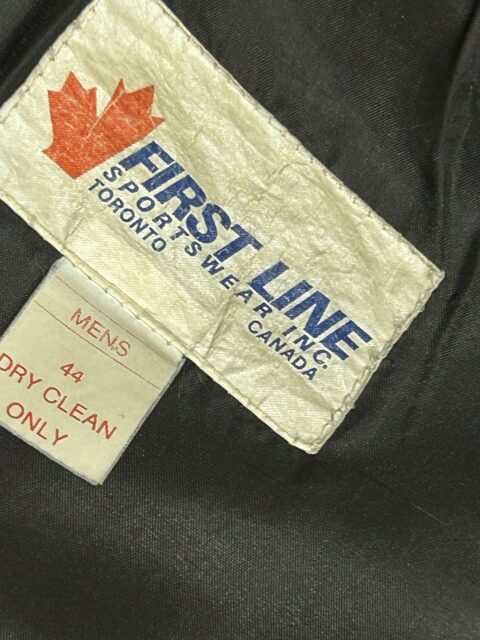 FIRST LINE
SPORTSWEAR INC.
TORONTO CANADA
MENS
44
DRY CLEAN
ONLY